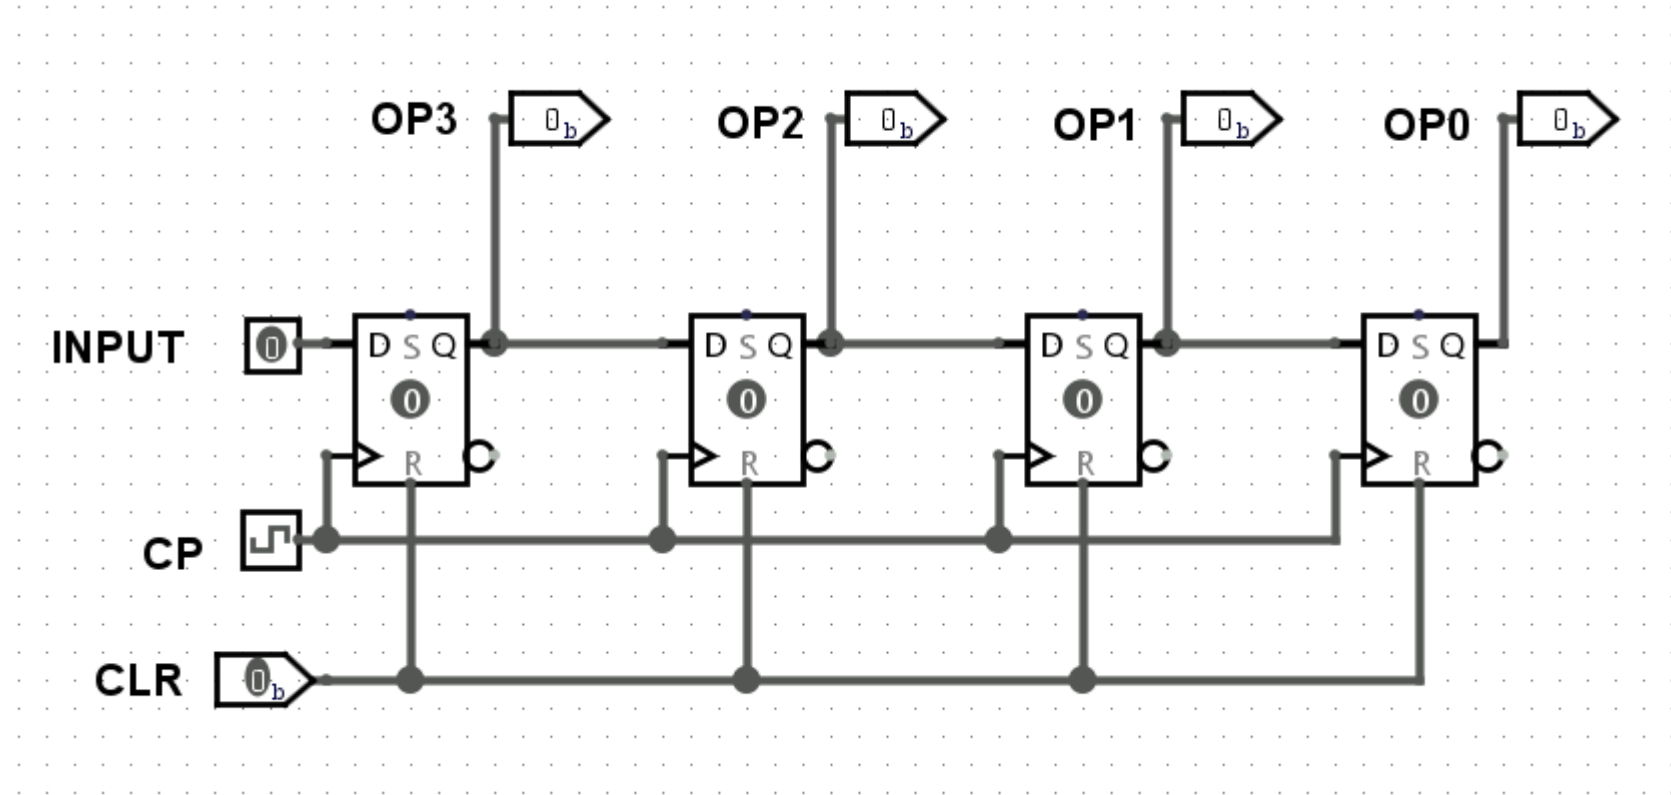 OP3 0b OP2 0b OP1 0b OP0 0b
INPUT 0 D S Q D S Q D S Q D S Q
0 0 0 0
R R R R
CP
CLR 0b